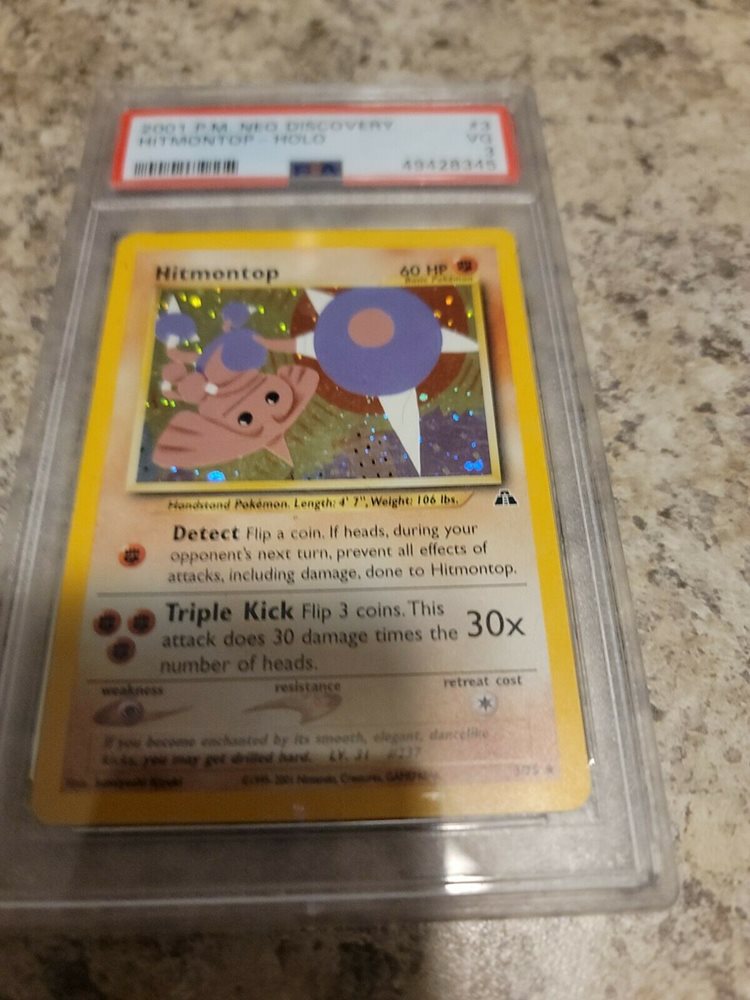 2001 P.M. NEO DISCOVERY #3
HITMONTOP - HOLO VG
3
PSA 49428345
Hitmontop 60 HP
Basic Pokémon
Handstand Pokémon. Length: 4' 7", Weight: 106 lbs.
Detect Flip a coin. If heads, during your
opponent's next turn, prevent all effects of
attacks, including damage, done to Hitmontop.
Triple Kick Flip 3 coins. This
attack does 30 damage times the 30x
number of heads.
weakness resistance retreat cost
If you become enchanted by its smooth, elegant, dancelike
kicks, you may get drilled hard. LV. 31 #237
Illus. ©1995, 2001 Nintendo, Creatures, GAMEFREAK. 3/75 ★